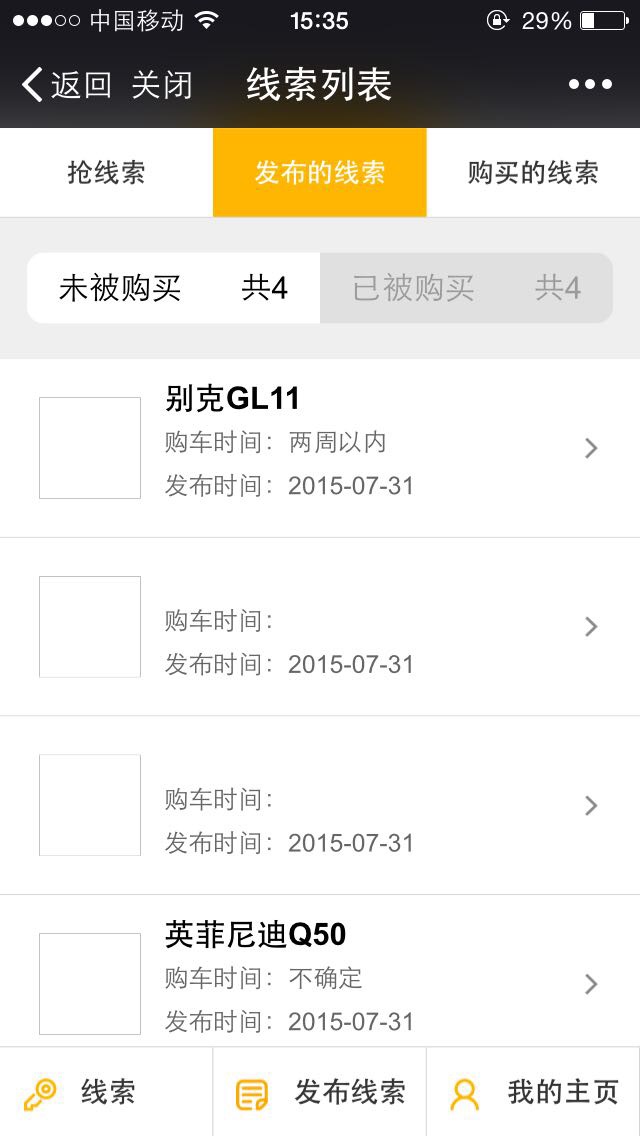 中国移动 15:35 29%
返回 关闭 线索列表
抢线索 发布的线索 购买的线索
未被购买 共4 已被购买 共4
别克GL11
购车时间：两周以内
发布时间：2015-07-31
购车时间：
发布时间：2015-07-31
购车时间：
发布时间：2015-07-31
英菲尼迪Q50
购车时间：不确定
发布时间：2015-07-31
线索 发布线索 我的主页